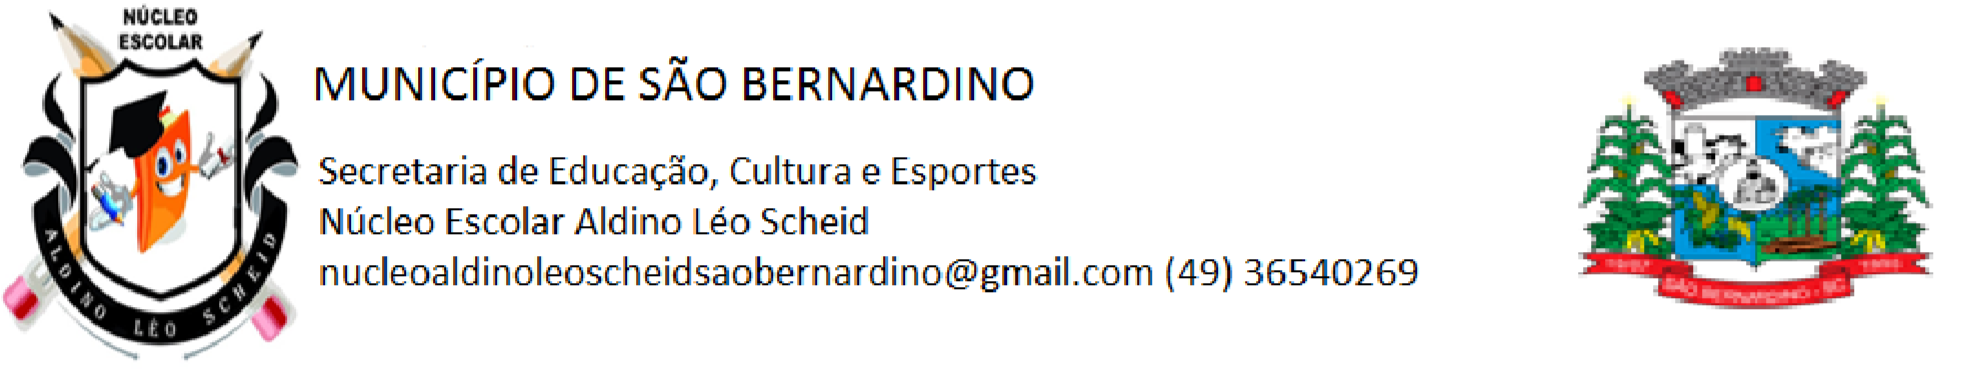 NÚCLEO
ESCOLAR
ALDINO LÉO SCHEID
MUNICÍPIO DE SÃO BERNARDINO
Secretaria de Educação, Cultura e Esportes
Núcleo Escolar Aldino Léo Scheid
nucleoaldinoleoscheidsaobernardino@gmail.com (49) 36540269
SÃO BERNARDINO - SC